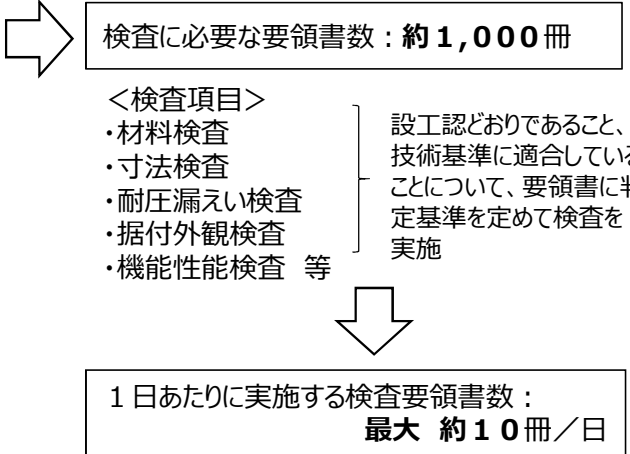 検査に必要な要領書数：約１,０００冊
＜検査項目＞
・材料検査
・寸法検査
・耐圧漏えい検査
・据付外観検査
・機能性能検査　等
設工認どおりであること、
技術基準に適合している
ことについて、要領書に判
定基準を定めて検査を
実施
１日あたりに実施する検査要領書数：
最大 約１０冊／日